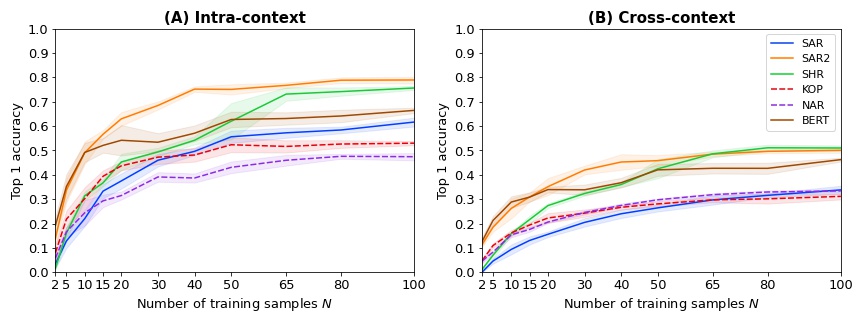 (A) Intra-context
Top 1 accuracy
1.0
0.9
0.8
0.7
0.6
0.5
0.4
0.3
0.2
0.1
0.0
2 5 10 15 20 30 40 50 65 80 100
Number of training samples N
(B) Cross-context
Top 1 accuracy
1.0
0.9
0.8
0.7
0.6
0.5
0.4
0.3
0.2
0.1
0.0
SAR
SAR2
SHR
KOP
NAR
BERT
2 5 10 15 20 30 40 50 65 80 100
Number of training samples N